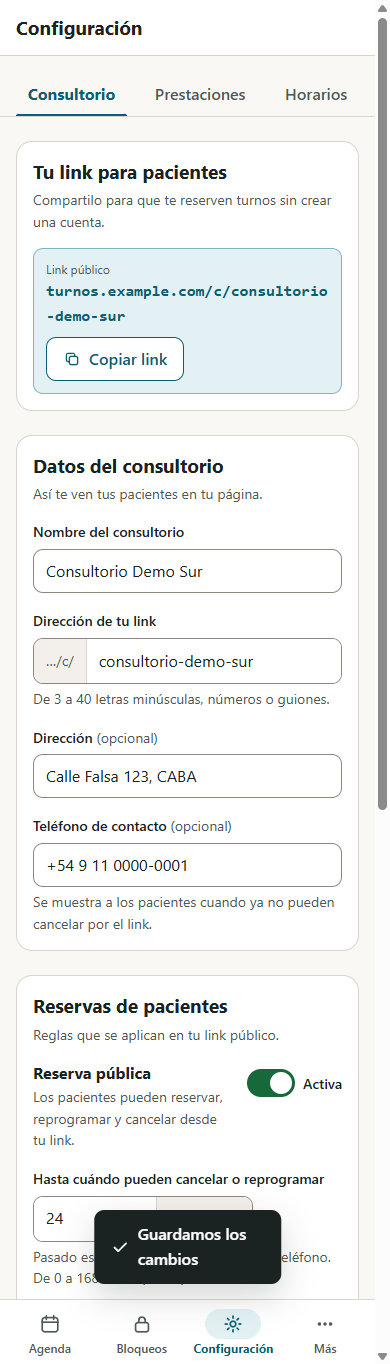 Configuración
Consultorio
Prestaciones
Horarios
Tu link para pacientes
Compartilo para que te reserven turnos sin crear
una cuenta.
Link público
turnos.example.com/c/consultorio
-demo-sur
Copiar link
Datos del consultorio
Así te ven tus pacientes en tu página.
Nombre del consultorio
Consultorio Demo Sur
Dirección de tu link
.../c/ consultorio-demo-sur
De 3 a 40 letras minúsculas, números o guiones.
Dirección (opcional)
Calle Falsa 123, CABA
Teléfono de contacto (opcional)
+54 9 11 0000-0001
Se muestra a los pacientes cuando ya no pueden
cancelar por el link.
Reservas de pacientes
Reglas que se aplican en tu link público.
Reserva pública
Los pacientes pueden reservar,
reprogramar y cancelar desde
tu link.
Activa
Hasta cuándo pueden cancelar o reprogramar
24
Guardamos los
cambios
Pasado
De 0 a
Agenda
Bloqueos
Configuración
Más